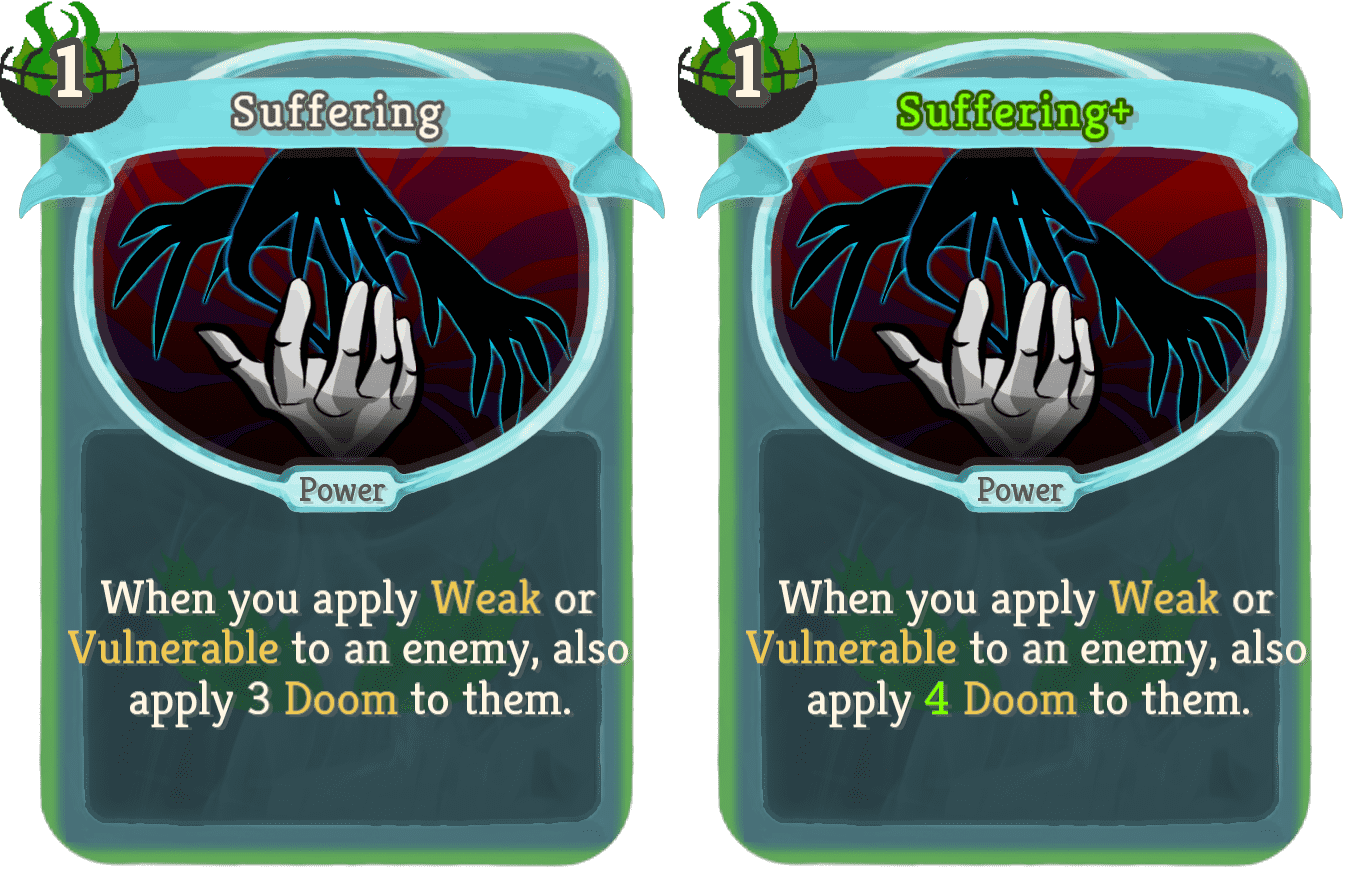 1
Suffering
Power
When you apply Weak or
Vulnerable to an enemy, also
apply 3 Doom to them.
1
Suffering+
Power
When you apply Weak or
Vulnerable to an enemy, also
apply 4 Doom to them.